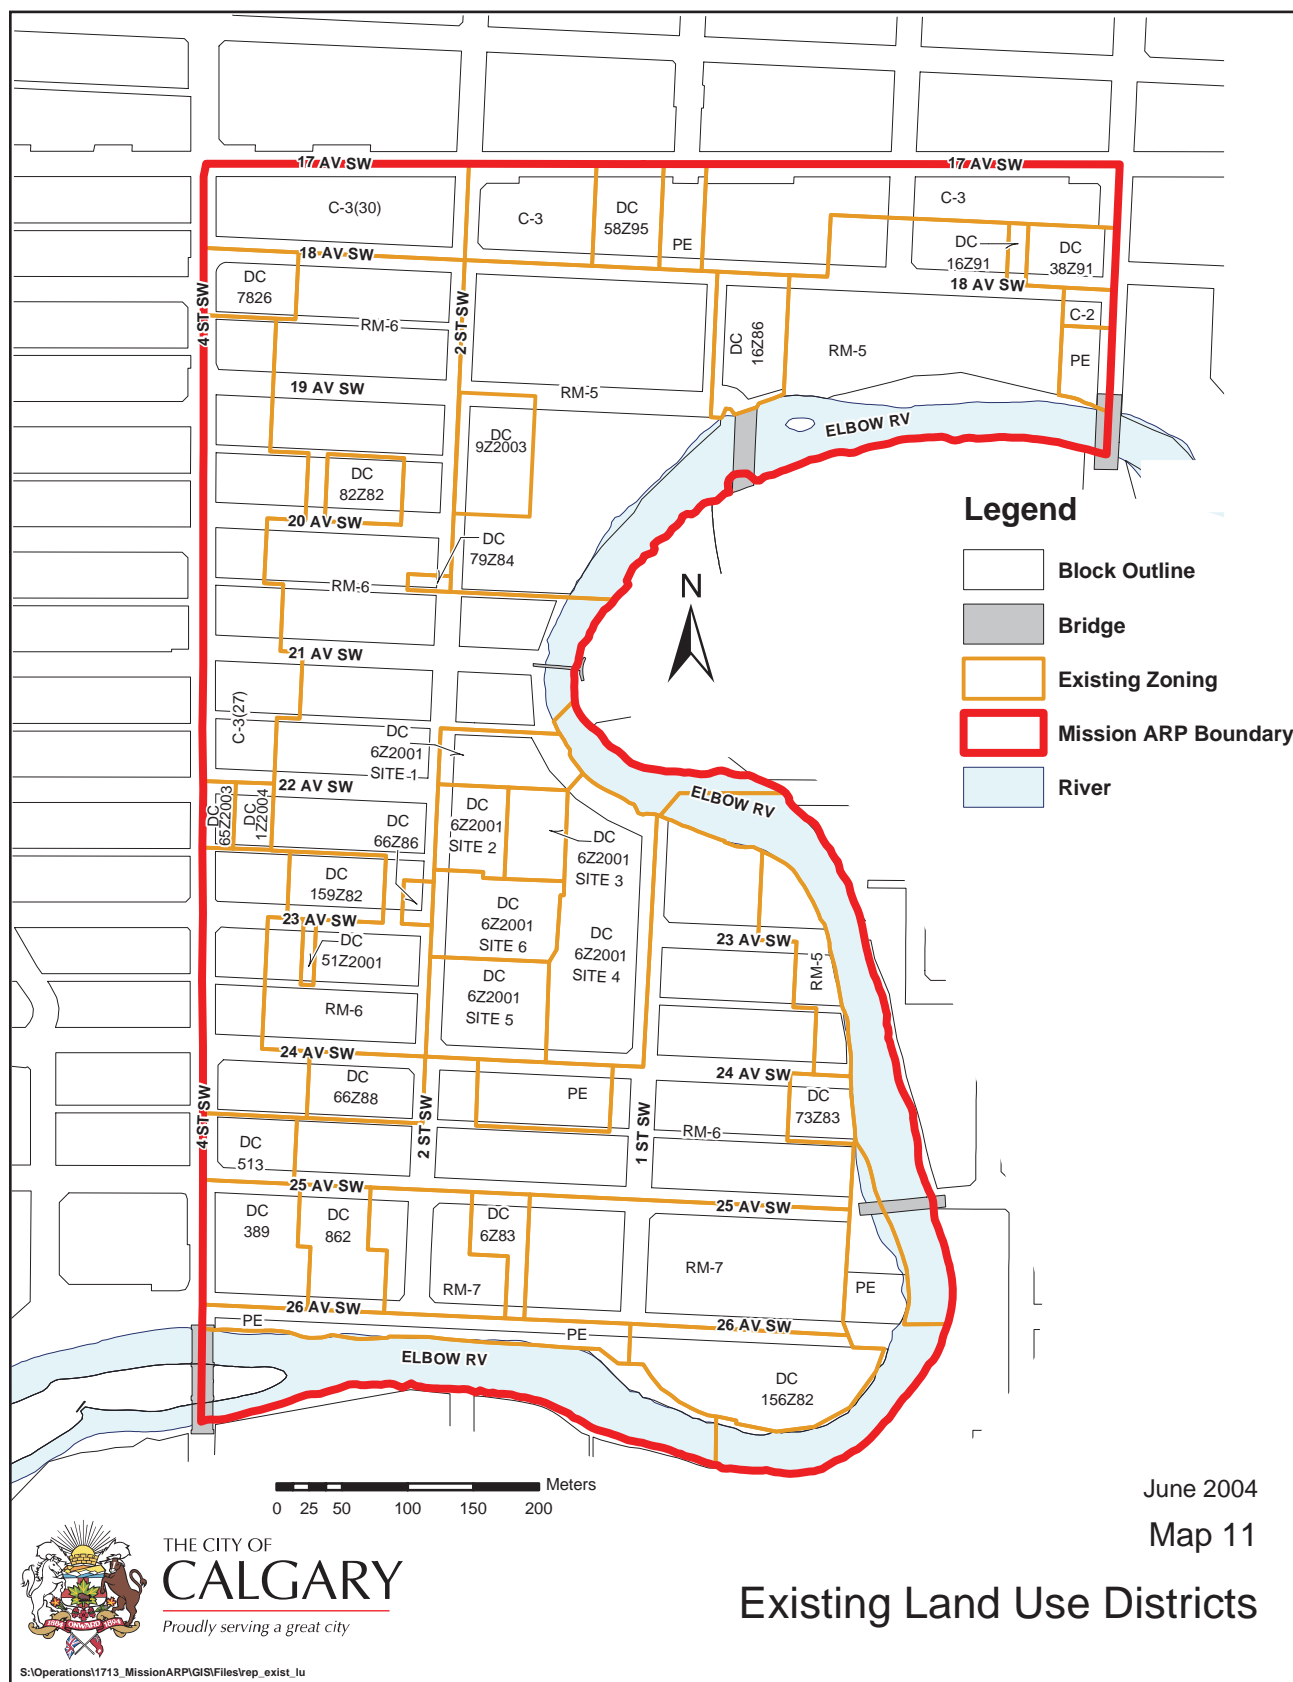 17 AV SW
17 AV SW
C-3(30)
C-3
DC
58Z95
PE
C-3
DC
16Z91
DC
38Z91
18 AV SW
18 AV SW
DC
7826
4 ST SW
2 ST SW
RM-6
DC
16Z86
RM-5
C-2
PE
19 AV SW
RM-5
ELBOW RV
DC
9Z2003
DC
82Z82
20 AV SW
DC
79Z84
RM-6
21 AV SW
C-3(27)
DC
6Z2001
SITE 1
22 AV SW
DC
65Z2003
DC
1Z2004
DC
66Z86
DC
6Z2001
SITE 2
DC
6Z2001
SITE 3
ELBOW RV
DC
159Z82
23 AV SW
DC
51Z2001
DC
6Z2001
SITE 6
DC
6Z2001
SITE 4
DC
6Z2001
SITE 5
23 AV SW
RM-5
RM-6
24 AV SW
24 AV SW
DC
66Z88
PE
DC
73Z83
4 ST SW
2 ST SW
1 ST SW
RM-6
DC
513
25 AV SW
25 AV SW
DC
389
DC
862
DC
6Z83
RM-7
RM-7
PE
26 AV SW
26 AV SW
PE
PE
ELBOW RV
DC
156Z82
N
Legend
Block Outline
Bridge
Existing Zoning
Mission ARP Boundary
River
Meters
0 25 50 100 150 200
June 2004
Map 11
Existing Land Use Districts
THE CITY OF
CALGARY
Proudly serving a great city
1884 ONWARD 1894
S:\Operations\1713_MissionARP\GIS\Files\rep_exist_lu